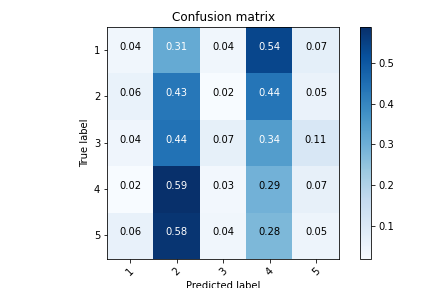 Confusion matrix
1 0.04 0.31 0.04 0.54 0.07
2 0.06 0.43 0.02 0.44 0.05
3 0.04 0.44 0.07 0.34 0.11
4 0.02 0.59 0.03 0.29 0.07
5 0.06 0.58 0.04 0.28 0.05
1 2 3 4 5
True label
Predicted label
0.5
0.4
0.3
0.2
0.1